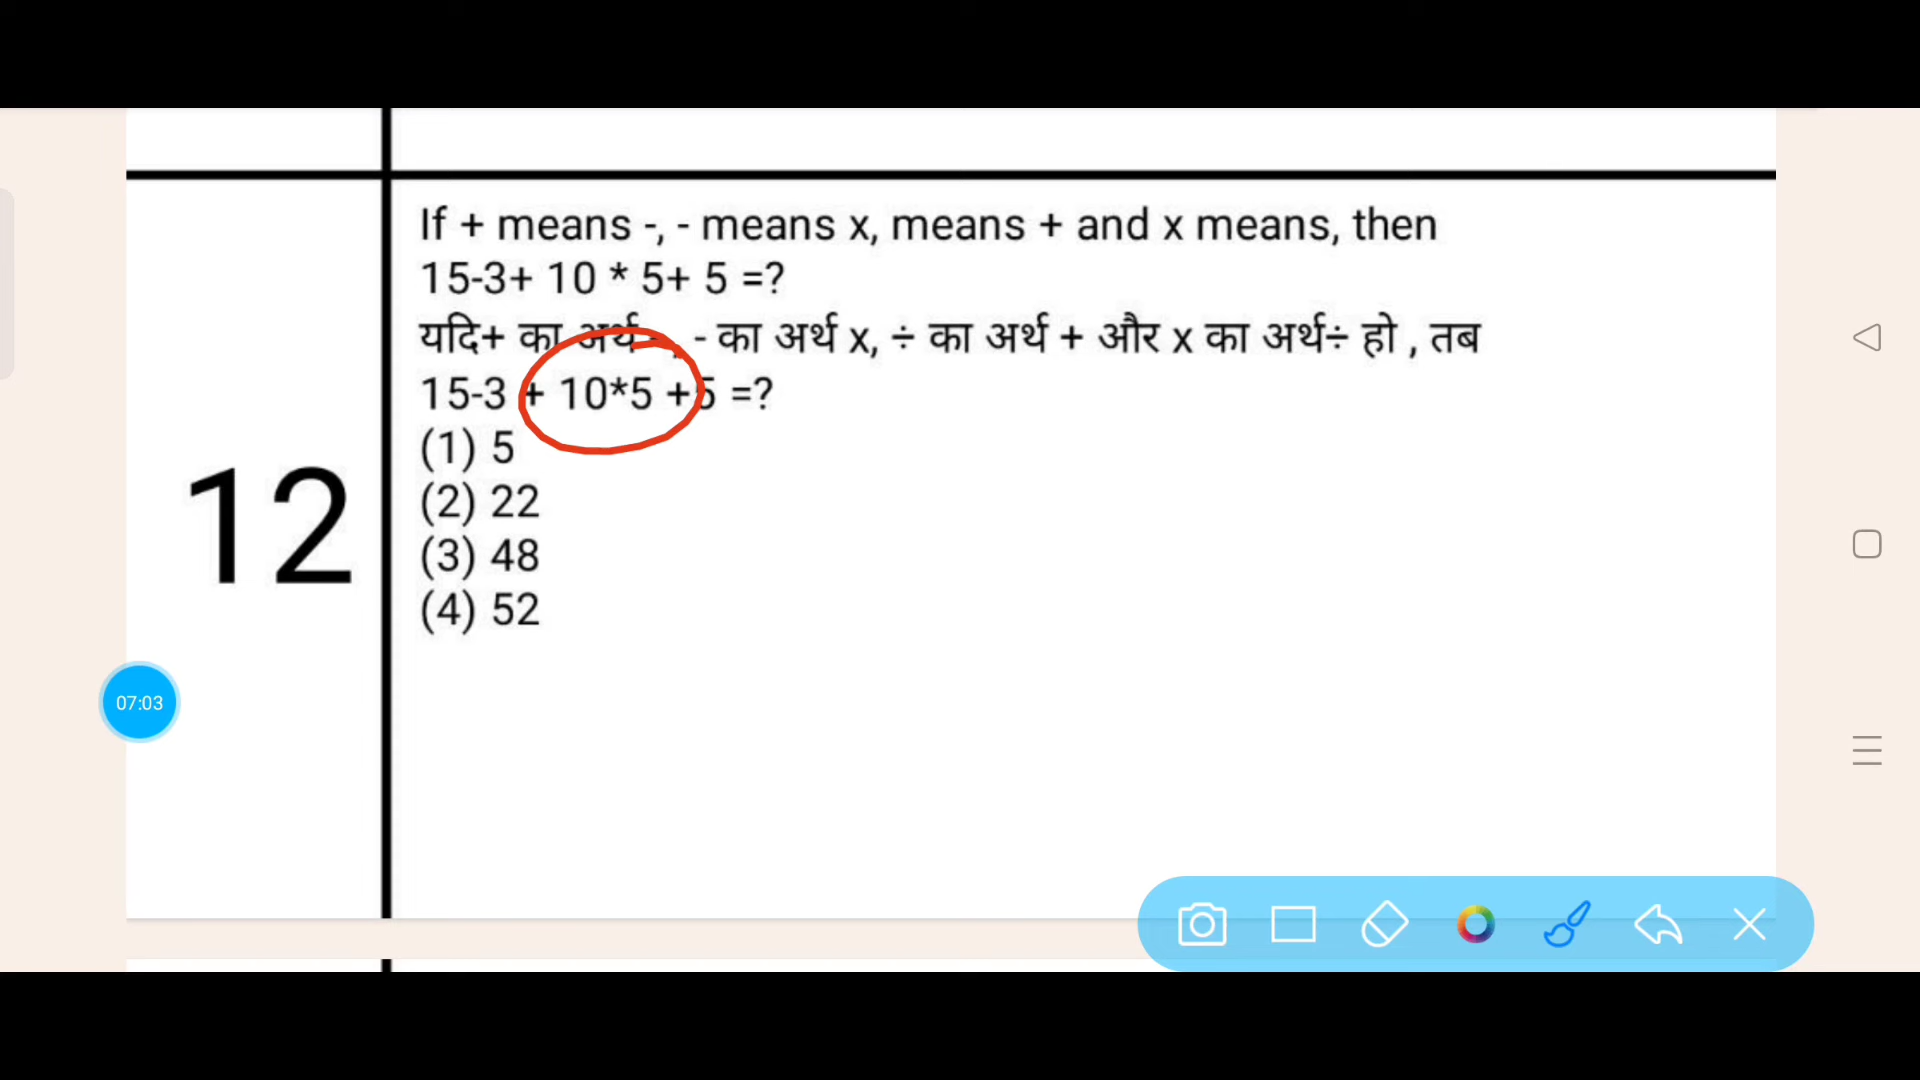 If + means -, - means x, means + and x means, then
15-3+ 10 * 5+ 5 =?
यदि+ का अर्थ - , - का अर्थ x, ÷ का अर्थ + और x का अर्थ÷ हो , तब
15-3 + 10*5 +5 =?
(1) 5
12
(2) 22
(3) 48
(4) 52
07:03